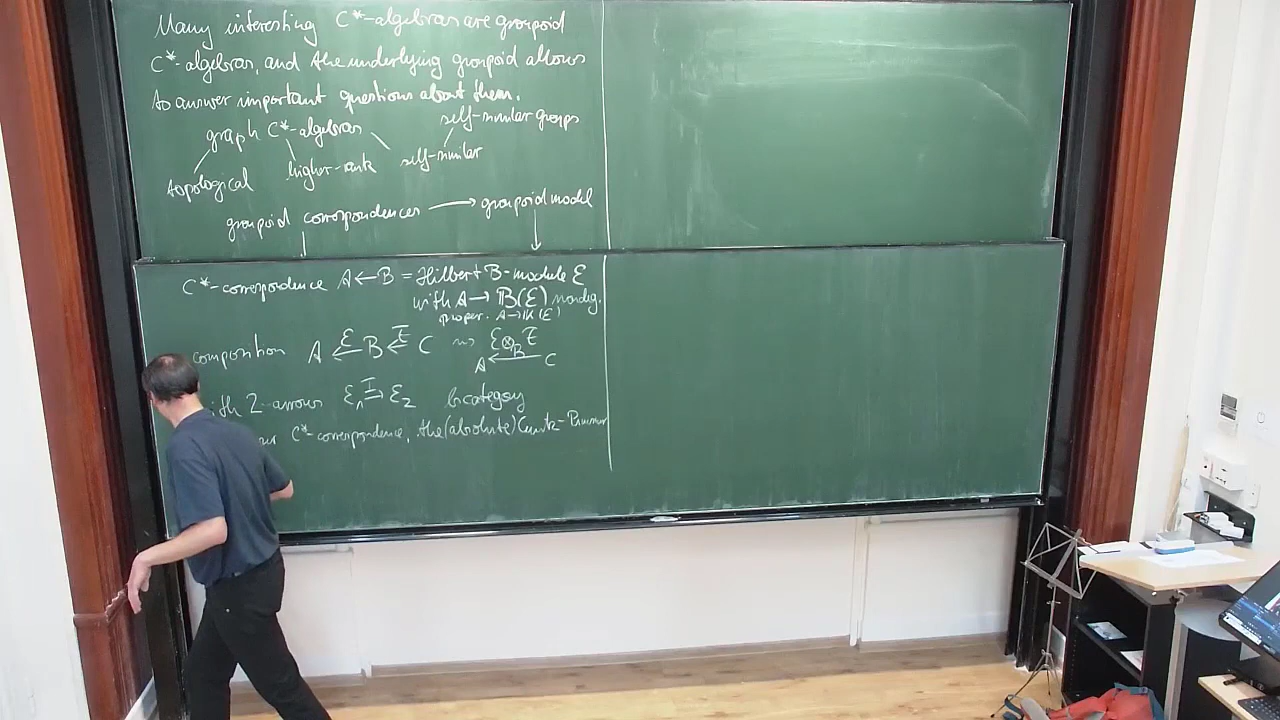 Many interesting C*-algebras are groupoid
C*-algebras, and the underlying groupoid allows
to answer important questions about them.
self-similar groups
graph C*-algebras
topological higher-rank self-similar
groupoid correspondences → groupoid model
C*-correspondence A ← B = Hilbert B-module ℰ
with A → 𝔹(ℰ) nondeg.
proper: A → 𝕂(ℰ)
composition A ←ℰ B ←ℱ C ⇝ ℰ⊗_B ℱ
A ← C
with 2-arrows ℰ₁ ⇒ ℰ₂ bicategory
C*-correspondence, the (absolute) Cuntz-Pimsner